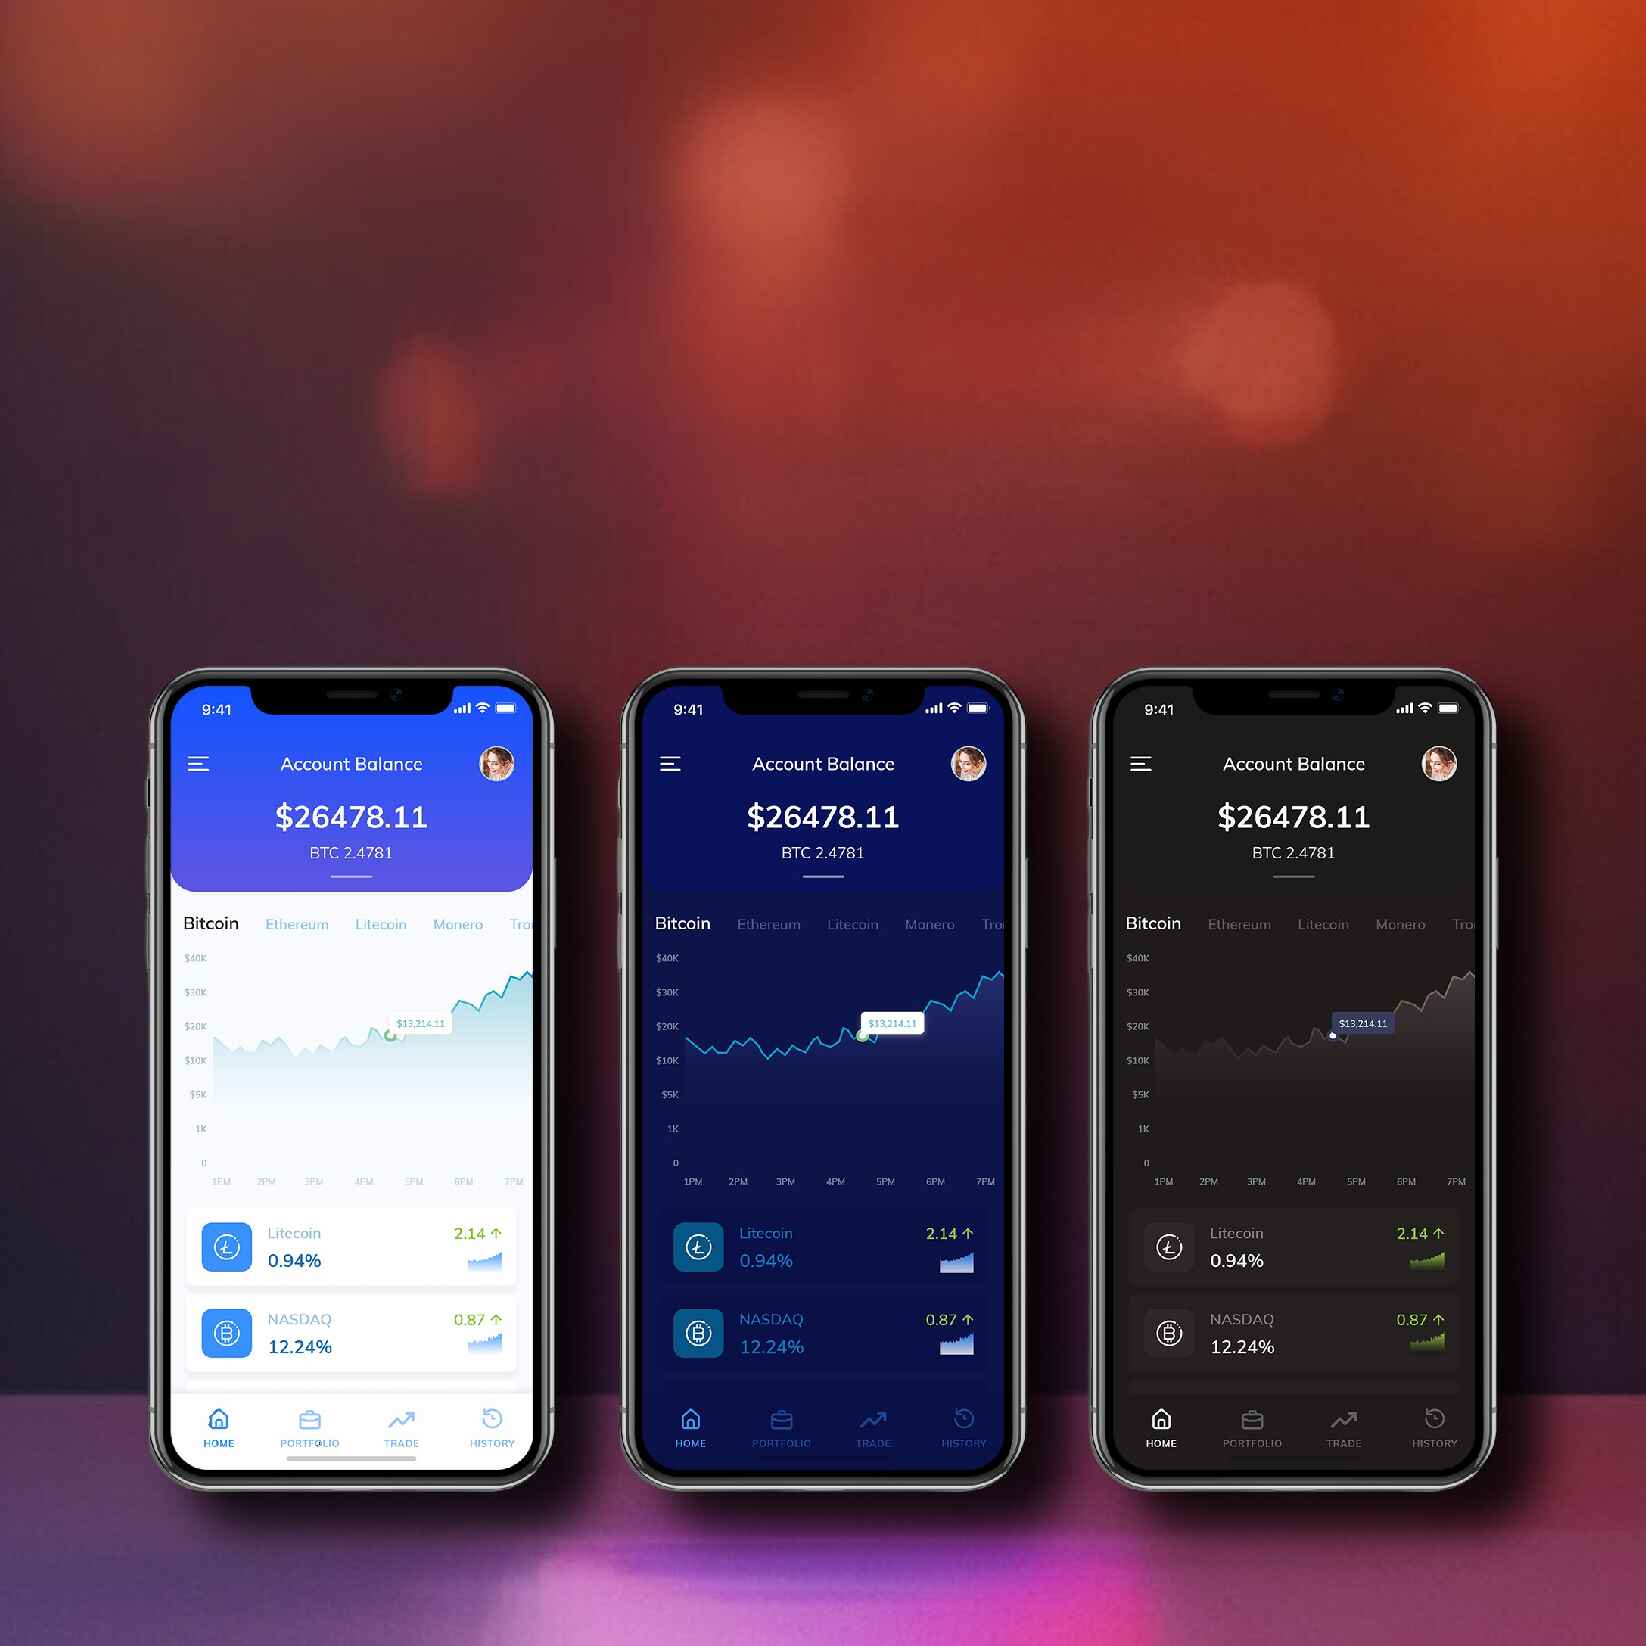 9:41
Account Balance
$26478.11
BTC 2.4781
Bitcoin Ethereum Litecoin Monero Tro
$40K
$30K
$20K
$13,214.11
$10K
$5K
1K
0
1PM 2PM 3PM 4PM 5PM 6PM 7PM
Litecoin 2.14
0.94%
NASDAQ 0.87
12.24%
HOME PORTFOLIO TRADE HISTORY
9:41
Account Balance
$26478.11
BTC 2.4781
Bitcoin Ethereum Litecoin Monero Tro
$40K
$30K
$20K
$13,214.11
$10K
$5K
1K
0
1PM 2PM 3PM 4PM 5PM 6PM 7PM
Litecoin 2.14
0.94%
NASDAQ 0.87
12.24%
HOME PORTFOLIO TRADE HISTORY
9:41
Account Balance
$26478.11
BTC 2.4781
Bitcoin Ethereum Litecoin Monero Tro
$40K
$30K
$20K
$13,214.11
$10K
$5K
1K
0
1PM 2PM 3PM 4PM 5PM 6PM 7PM
Litecoin 2.14
0.94%
NASDAQ 0.87
12.24%
HOME PORTFOLIO TRADE HISTORY